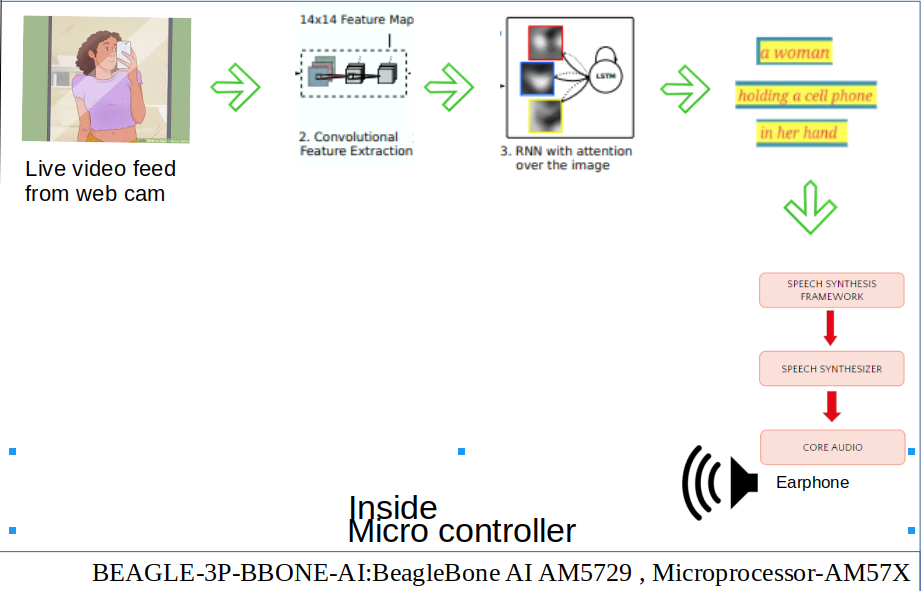 14x14 Feature Map
2. Convolutional
Feature Extraction
LSTM
3. RNN with attention
over the image
a woman
holding a cell phone
in her hand
Live video feed
from web cam
SPEECH SYNTHESIS
FRAMEWORK
SPEECH SYNTHESIZER
CORE AUDIO
Earphone
Inside
Micro controller
BEAGLE-3P-BBONE-AI:BeagleBone AI AM5729 , Microprocessor-AM57X